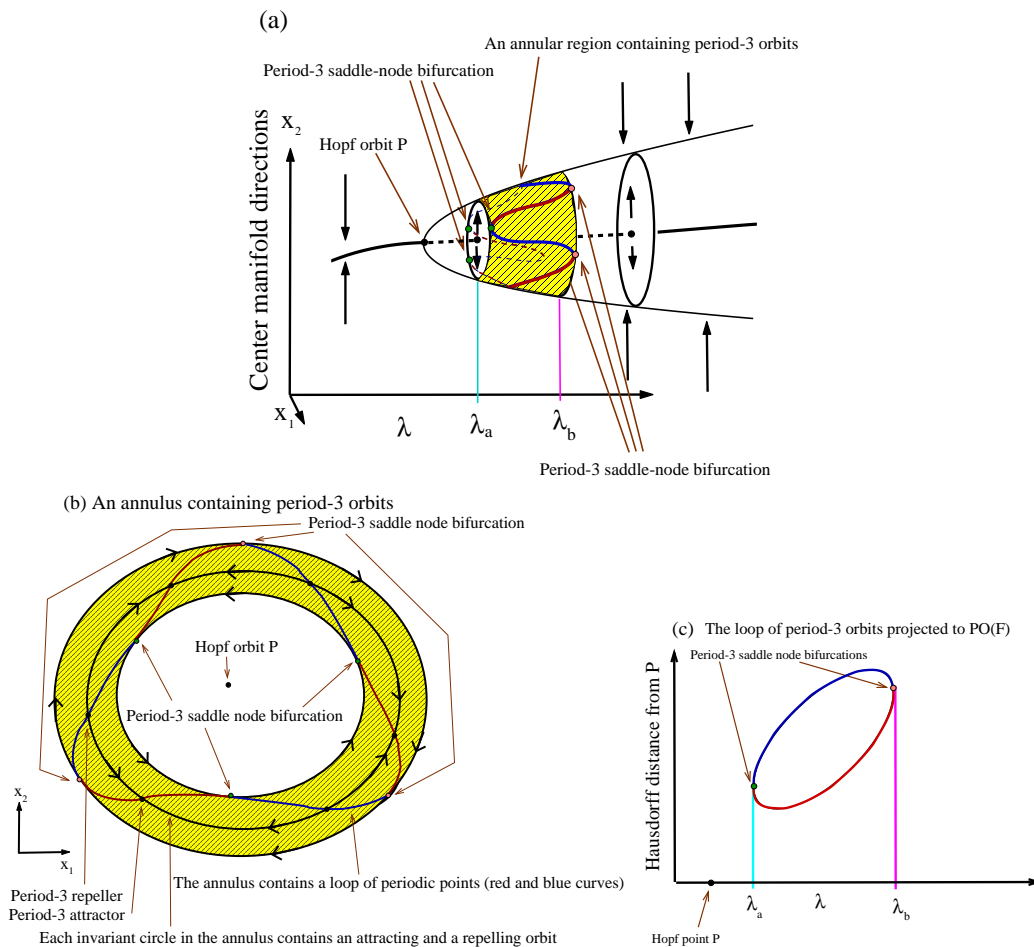 (a)
An annular region containing period-3 orbits
Period-3 saddle-node bifurcation
x2
Hopf orbit P
Center manifold directions
x1
λ
λa
λb
Period-3 saddle-node bifurcation
(b) An annulus containing period-3 orbits
Period-3 saddle node bifurcation
Hopf orbit P
Period-3 saddle node bifurcation
x2
x1
The annulus contains a loop of periodic points (red and blue curves)
Period-3 repeller
Period-3 attractor
Each invariant circle in the annulus contains an attracting and a repelling orbit
(c) The loop of period-3 orbits projected to PO(F)
Period-3 saddle node bifurcations
Hausdorff distance from P
λa
λ
λb
Hopf point P